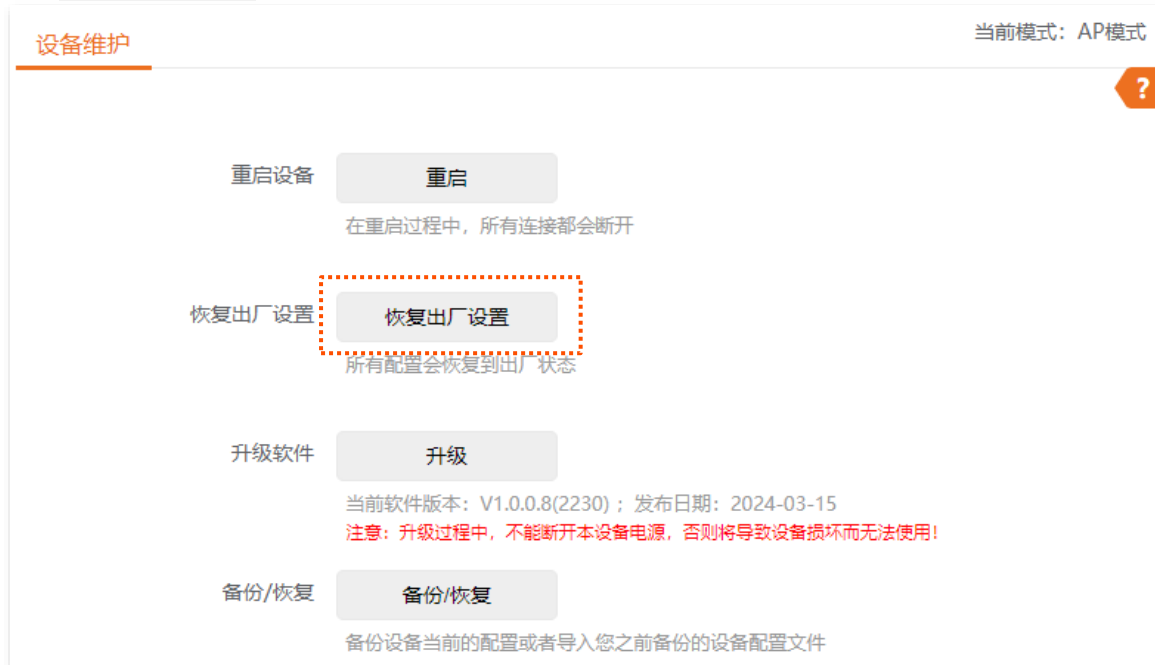 当前模式：AP模式
设备维护
?
重启设备 重启
在重启过程中，所有连接都会断开
恢复出厂设置 恢复出厂设置
所有配置会恢复到出厂状态
升级软件 升级
当前软件版本：V1.0.0.8(2230) ；发布日期：2024-03-15
注意：升级过程中，不能断开本设备电源，否则将导致设备损坏而无法使用！
备份/恢复 备份/恢复
备份设备当前的配置或者导入您之前备份的设备配置文件